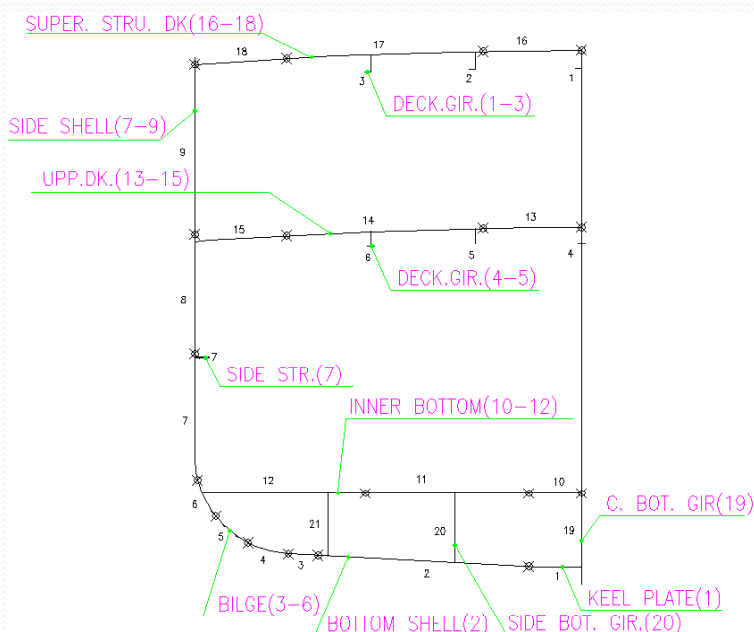 SUPER. STRU. DK(16-18)
18
17
16
3
2
1
DECK.GIR.(1-3)
SIDE SHELL(7-9)
9
UPP.DK.(13-15)
15
14
13
6
5
4
DECK.GIR.(4-5)
8
7
SIDE STR.(7)
INNER BOTTOM(10-12)
7
12
11
10
C. BOT. GIR(19)
6
5
4
3
21
20
19
2
1
BILGE(3-6)
BOTTOM SHELL(2)
SIDE BOT. GIR.(20)
KEEL PLATE(1)